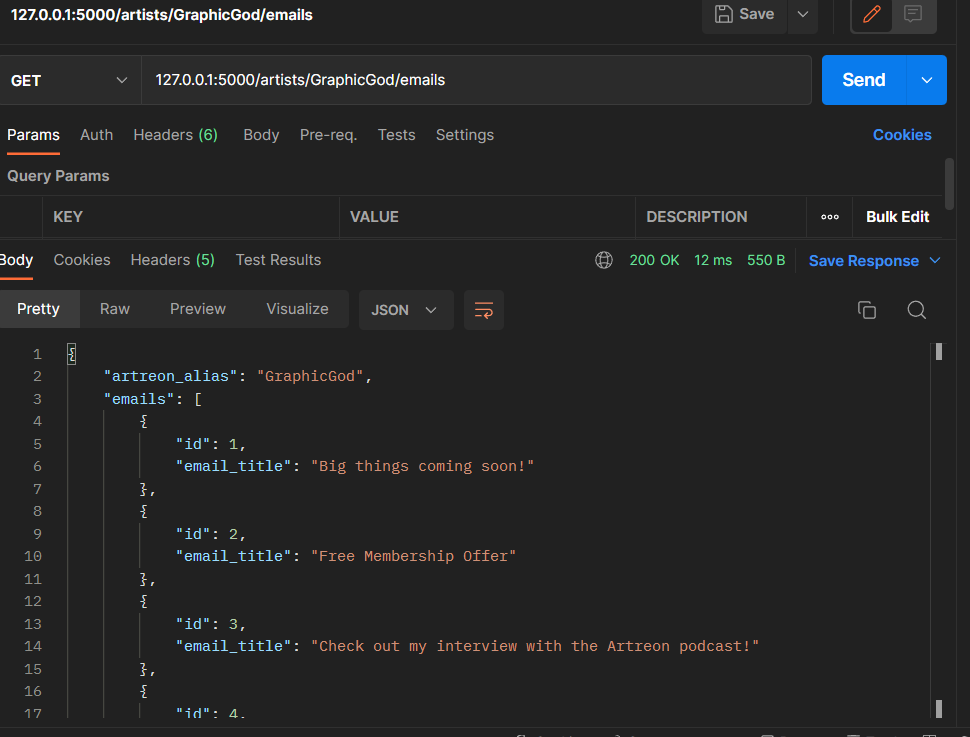 127.0.0.1:5000/artists/GraphicGod/emails
Save
GET
127.0.0.1:5000/artists/GraphicGod/emails
Send
Params Auth Headers (6) Body Pre-req. Tests Settings Cookies
Query Params
KEY VALUE DESCRIPTION Bulk Edit
Body Cookies Headers (5) Test Results 200 OK 12 ms 550 B Save Response
Pretty Raw Preview Visualize JSON
1 {
2 "artreon_alias": "GraphicGod",
3 "emails": [
4 {
5 "id": 1,
6 "email_title": "Big things coming soon!"
7 },
8 {
9 "id": 2,
10 "email_title": "Free Membership Offer"
11 },
12 {
13 "id": 3,
14 "email_title": "Check out my interview with the Artreon podcast!"
15 },
16 {
17 "id": 4,